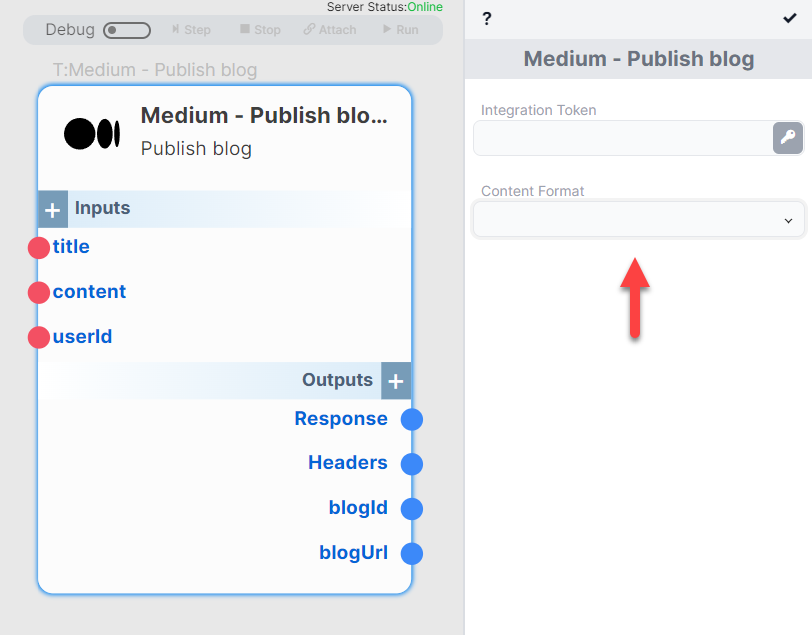 Server Status:Online
Debug Step Stop Attach Run
T:Medium - Publish blog
Medium - Publish blo...
Publish blog
+ Inputs
title
content
userId
Outputs +
Response
Headers
blogId
blogUrl
?
Medium - Publish blog
Integration Token
Content Format